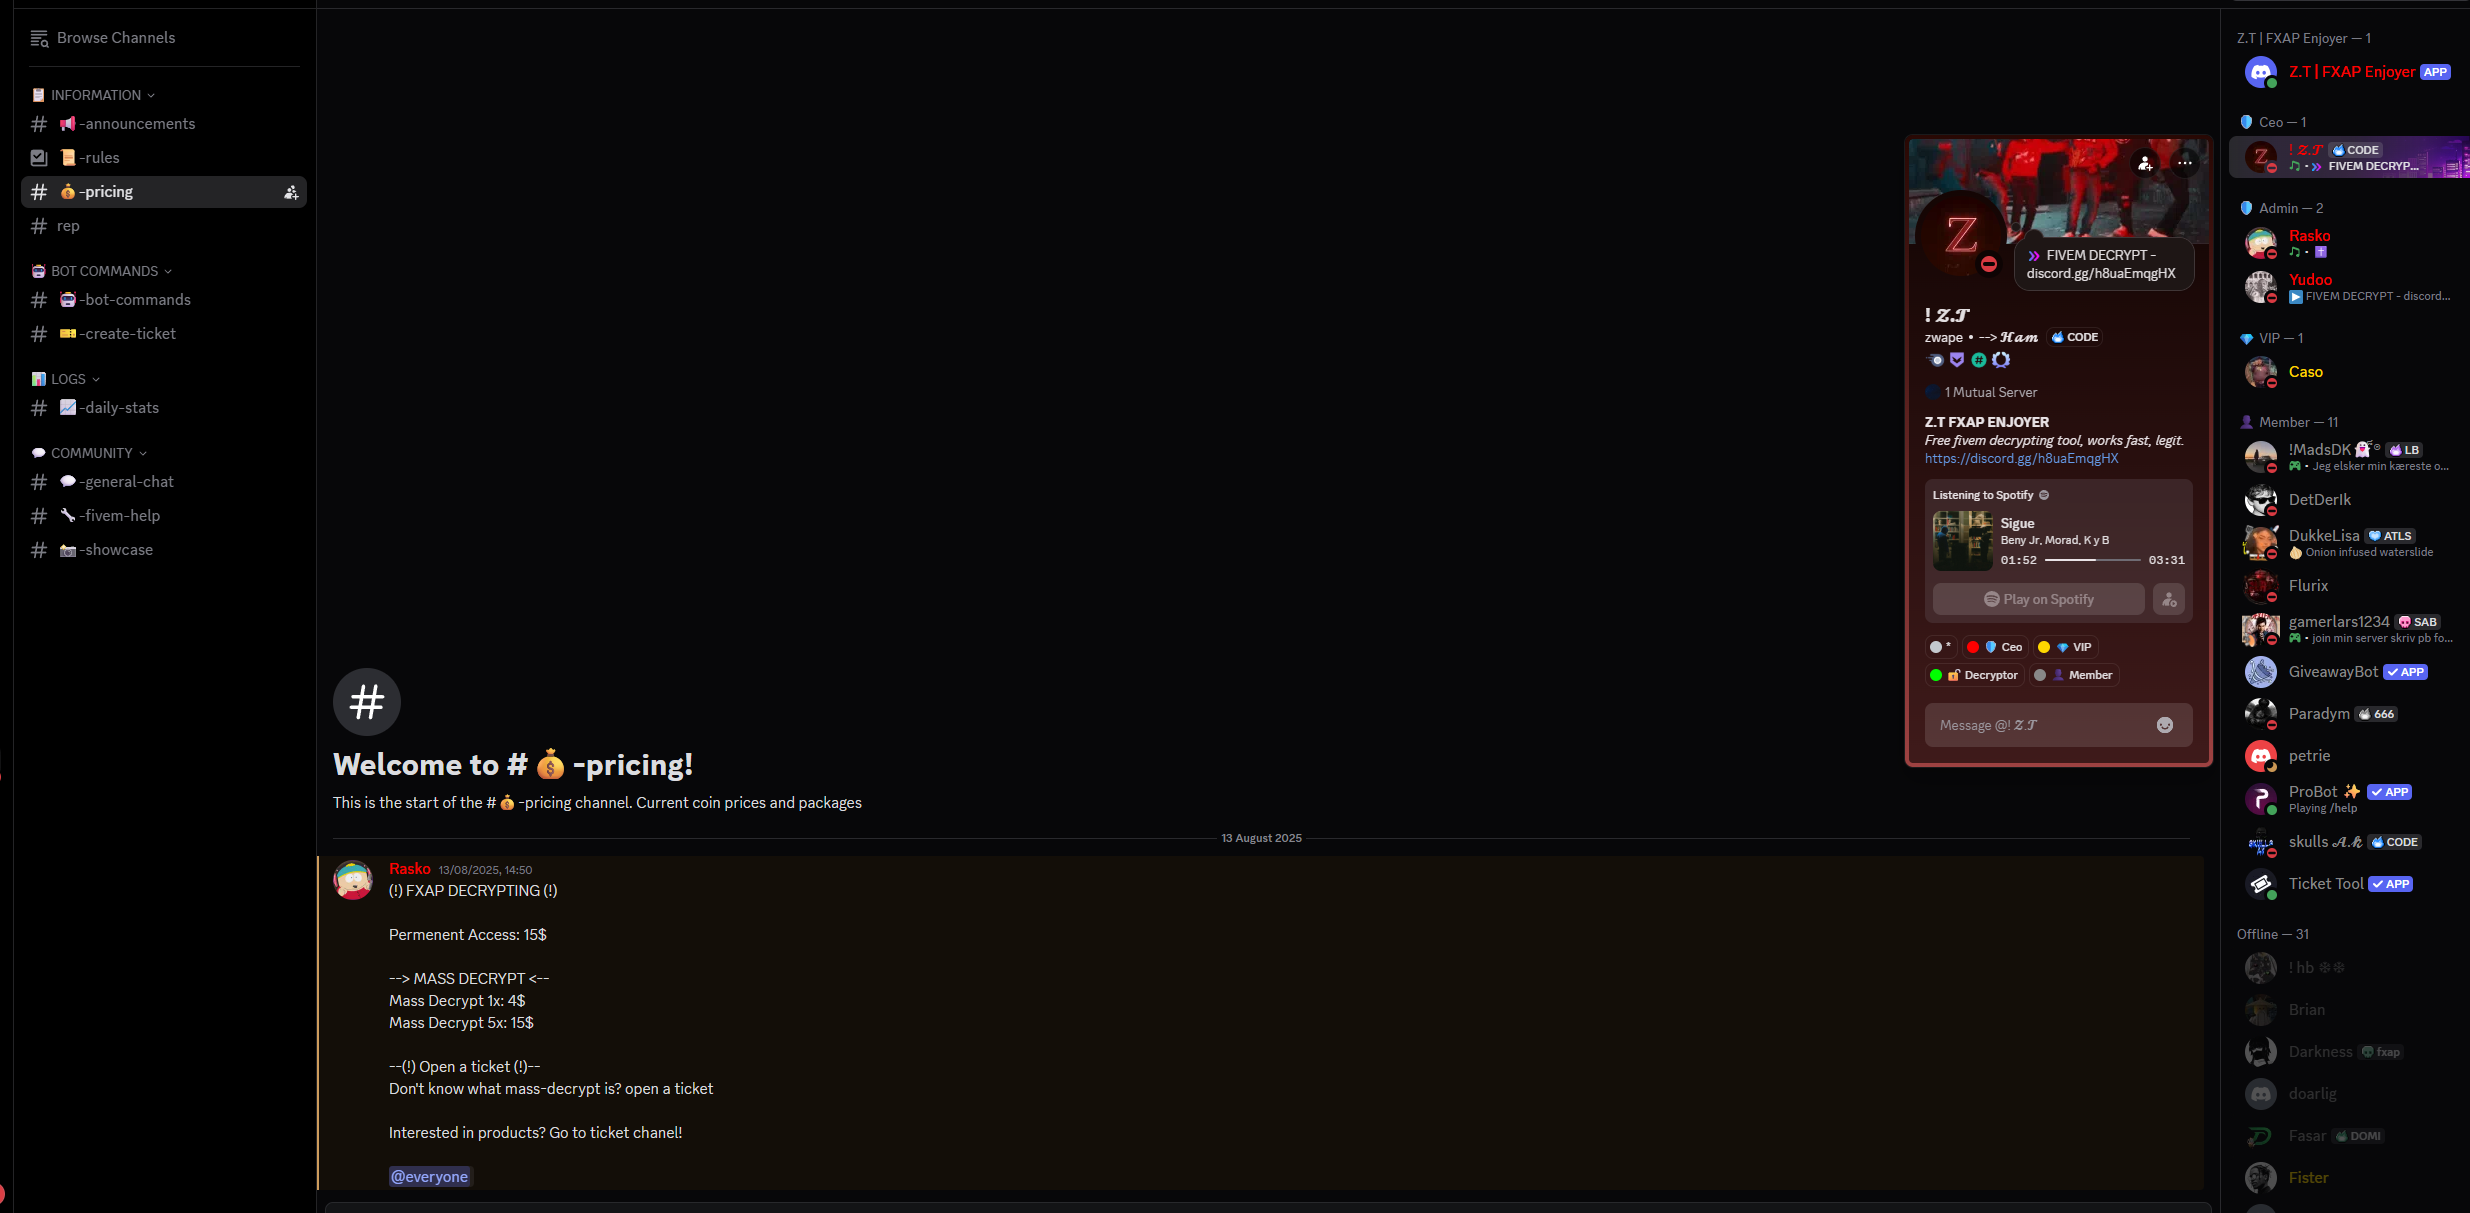 Browse Channels
INFORMATION
-announcements
-rules
-pricing
rep
BOT COMMANDS
-bot-commands
-create-ticket
LOGS
-daily-stats
COMMUNITY
-general-chat
-fivem-help
-showcase
Welcome to # 💰 -pricing!
This is the start of the # 💰 -pricing channel. Current coin prices and packages
13 August 2025
Rasko 13/08/2025, 14:50
(!) FXAP DECRYPTING (!)
Permenent Access: 15$
--> MASS DECRYPT <--
Mass Decrypt 1x: 4$
Mass Decrypt 5x: 15$
--(!) Open a ticket (!)--
Don't know what mass-decrypt is? open a ticket
Interested in products? Go to ticket chanel!
@everyone
Z
FIVEM DECRYPT -
discord.gg/h8uaEmqgHX
! 𝓩.𝓣
zwape • --> 𝓗𝓪𝓶 CODE
1 Mutual Server
Z.T FXAP ENJOYER
Free fivem decrypting tool, works fast, legit.
https://discord.gg/h8uaEmqgHX
Listening to Spotify
Sigue
Beny Jr, Morad, K y B
01:52 03:31
Play on Spotify
* Ceo VIP
Decryptor Member
Message @! 𝓩.𝓣
Z.T | FXAP Enjoyer — 1
Z.T | FXAP Enjoyer APP
Ceo — 1
! 𝓩.𝓣 CODE
FIVEM DECRYP...
Admin — 2
Rasko
Yudoo
FIVEM DECRYPT - discord...
VIP — 1
Caso
Member — 11
!MadsDK LB
Jeg elsker min kæreste o...
DetDerIk
DukkeLisa ATLS
Onion infused waterslide
Flurix
gamerlars1234 SAB
join min server skriv pb fo...
GiveawayBot APP
Paradym 666
petrie
ProBot ✨ APP
Playing /help
skulls 𝓐.𝓴 CODE
Ticket Tool APP
Offline — 31
! hb ❄❄
Brian
Darkness fxap
doarlig
Fasar DOMI
Fister